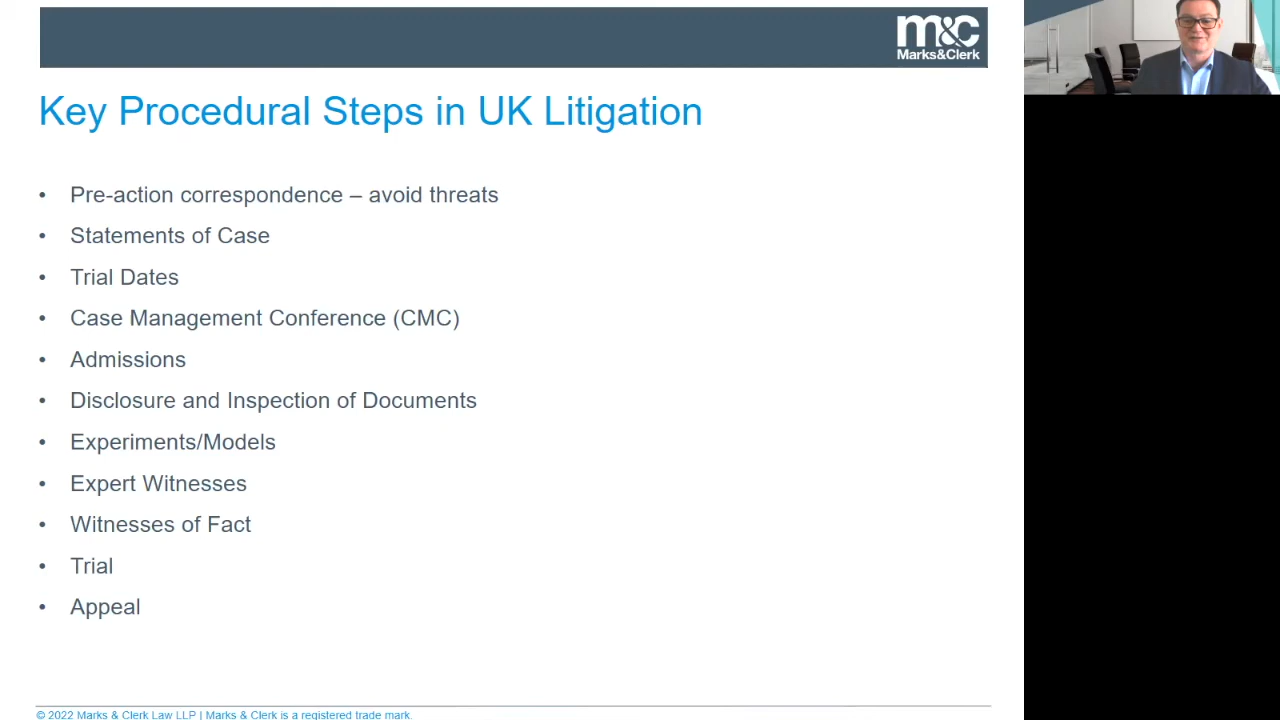 m&c
Marks&Clerk
Key Procedural Steps in UK Litigation
• Pre-action correspondence – avoid threats
• Statements of Case
• Trial Dates
• Case Management Conference (CMC)
• Admissions
• Disclosure and Inspection of Documents
• Experiments/Models
• Expert Witnesses
• Witnesses of Fact
• Trial
• Appeal
© 2022 Marks & Clerk Law LLP | Marks & Clerk is a registered trade mark.